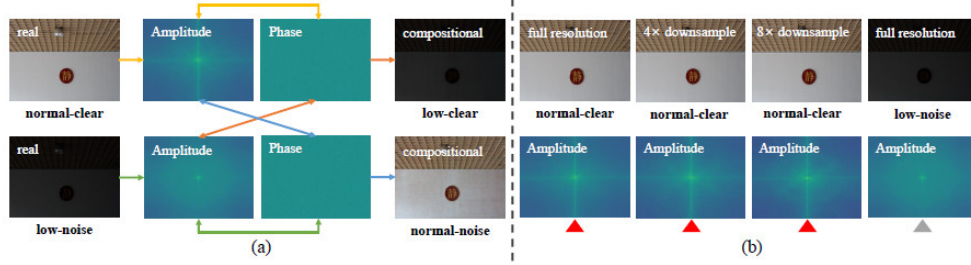 real
Amplitude
Phase
compositional
normal-clear
low-clear
real
Amplitude
Phase
compositional
low-noise
normal-noise
(a)
full resolution
4× downsample
8× downsample
full resolution
normal-clear
normal-clear
normal-clear
low-noise
Amplitude
Amplitude
Amplitude
Amplitude
(b)